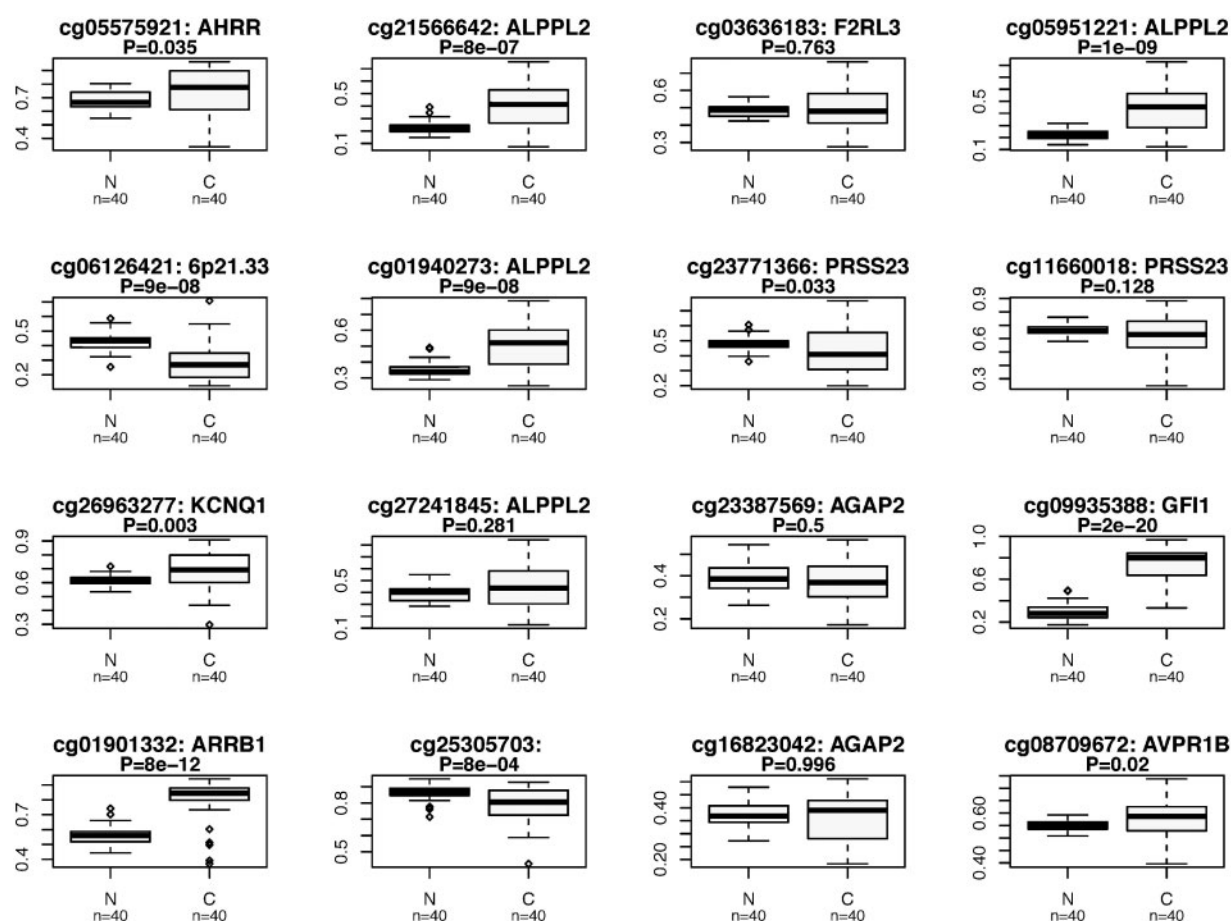 cg05575921: AHRR
P=0.035
0.7
0.4
N
C
n=40
n=40
cg21566642: ALPPL2
P=8e−07
0.5
0.1
N
C
n=40
n=40
cg03636183: F2RL3
P=0.763
0.6
0.3
N
C
n=40
n=40
cg05951221: ALPPL2
P=1e−09
0.5
0.1
N
C
n=40
n=40
cg06126421: 6p21.33
P=9e−08
0.5
0.2
N
C
n=40
n=40
cg01940273: ALPPL2
P=9e−08
0.6
0.3
N
C
n=40
n=40
cg23771366: PRSS23
P=0.033
0.5
0.2
N
C
n=40
n=40
cg11660018: PRSS23
P=0.128
0.9
0.6
0.3
N
C
n=40
n=40
cg26963277: KCNQ1
P=0.003
0.9
0.6
0.3
N
C
n=40
n=40
cg27241845: ALPPL2
P=0.281
0.5
0.1
N
C
n=40
n=40
cg23387569: AGAP2
P=0.5
0.4
0.2
N
C
n=40
n=40
cg09935388: GFI1
P=2e−20
1.0
0.6
0.2
N
C
n=40
n=40
cg01901332: ARRB1
P=8e−12
0.7
0.4
N
C
n=40
n=40
cg25305703:
P=8e−04
0.8
0.5
N
C
n=40
n=40
cg16823042: AGAP2
P=0.996
0.40
0.20
N
C
n=40
n=40
cg08709672: AVPR1B
P=0.02
0.60
0.40
N
C
n=40
n=40